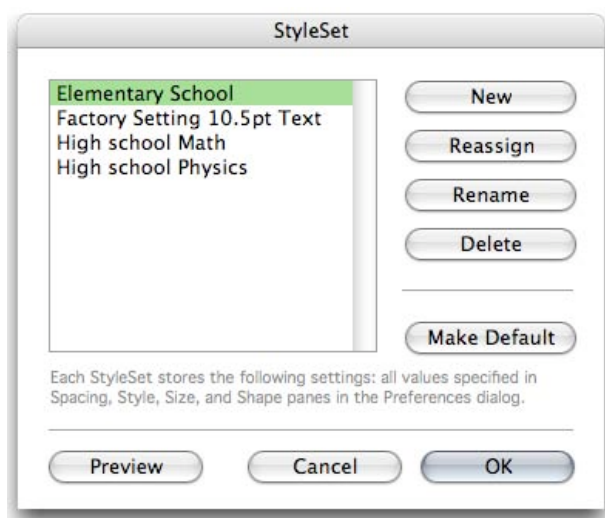 StyleSet
Elementary School
Factory Setting 10.5pt Text
High school Math
High school Physics
New
Reassign
Rename
Delete
Make Default
Each StyleSet stores the following settings: all values specified in
Spacing, Style, Size, and Shape panes in the Preferences dialog.
Preview
Cancel
OK